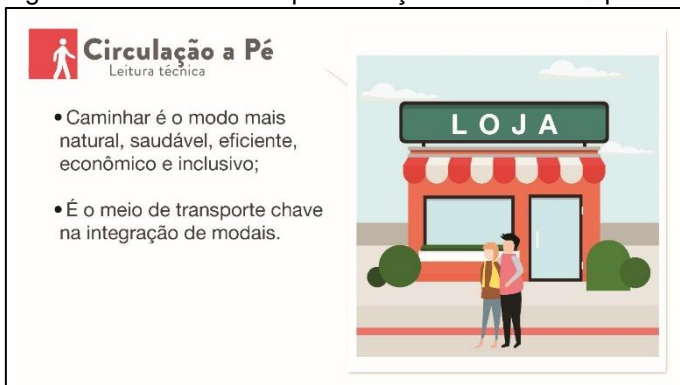 Circulação a Pé
Leitura técnica
• Caminhar é o modo mais
natural, saudável, eficiente,
econômico e inclusivo;
• É o meio de transporte chave
na integração de modais.
LOJA